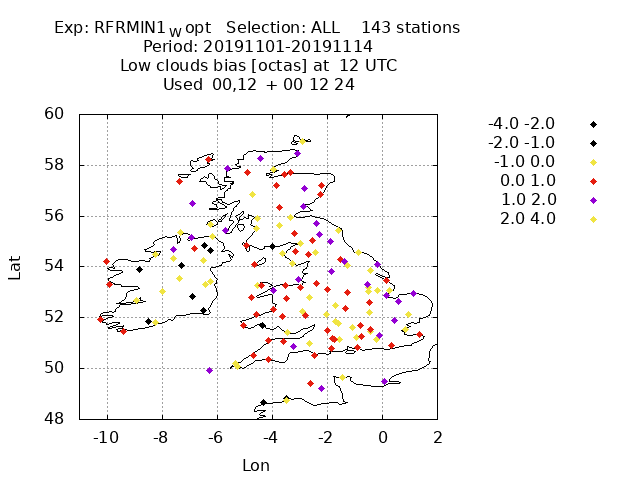 Exp: RFRMIN1_W opt   Selection: ALL    143 stations
Period: 20191101-20191114
Low clouds bias [octas] at  12 UTC
Used  00,12  + 00 12 24
-4.0 -2.0
-2.0 -1.0
-1.0 0.0
0.0 1.0
1.0 2.0
2.0 4.0
60
58
56
54
52
50
48
Lat
-10 -8 -6 -4 -2 0 2
Lon